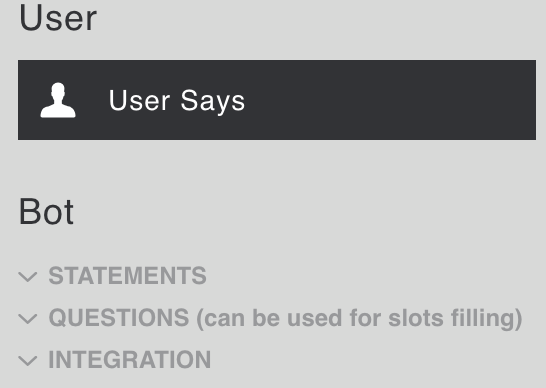 User
User Says
Bot
STATEMENTS
QUESTIONS (can be used for slots filling)
INTEGRATION